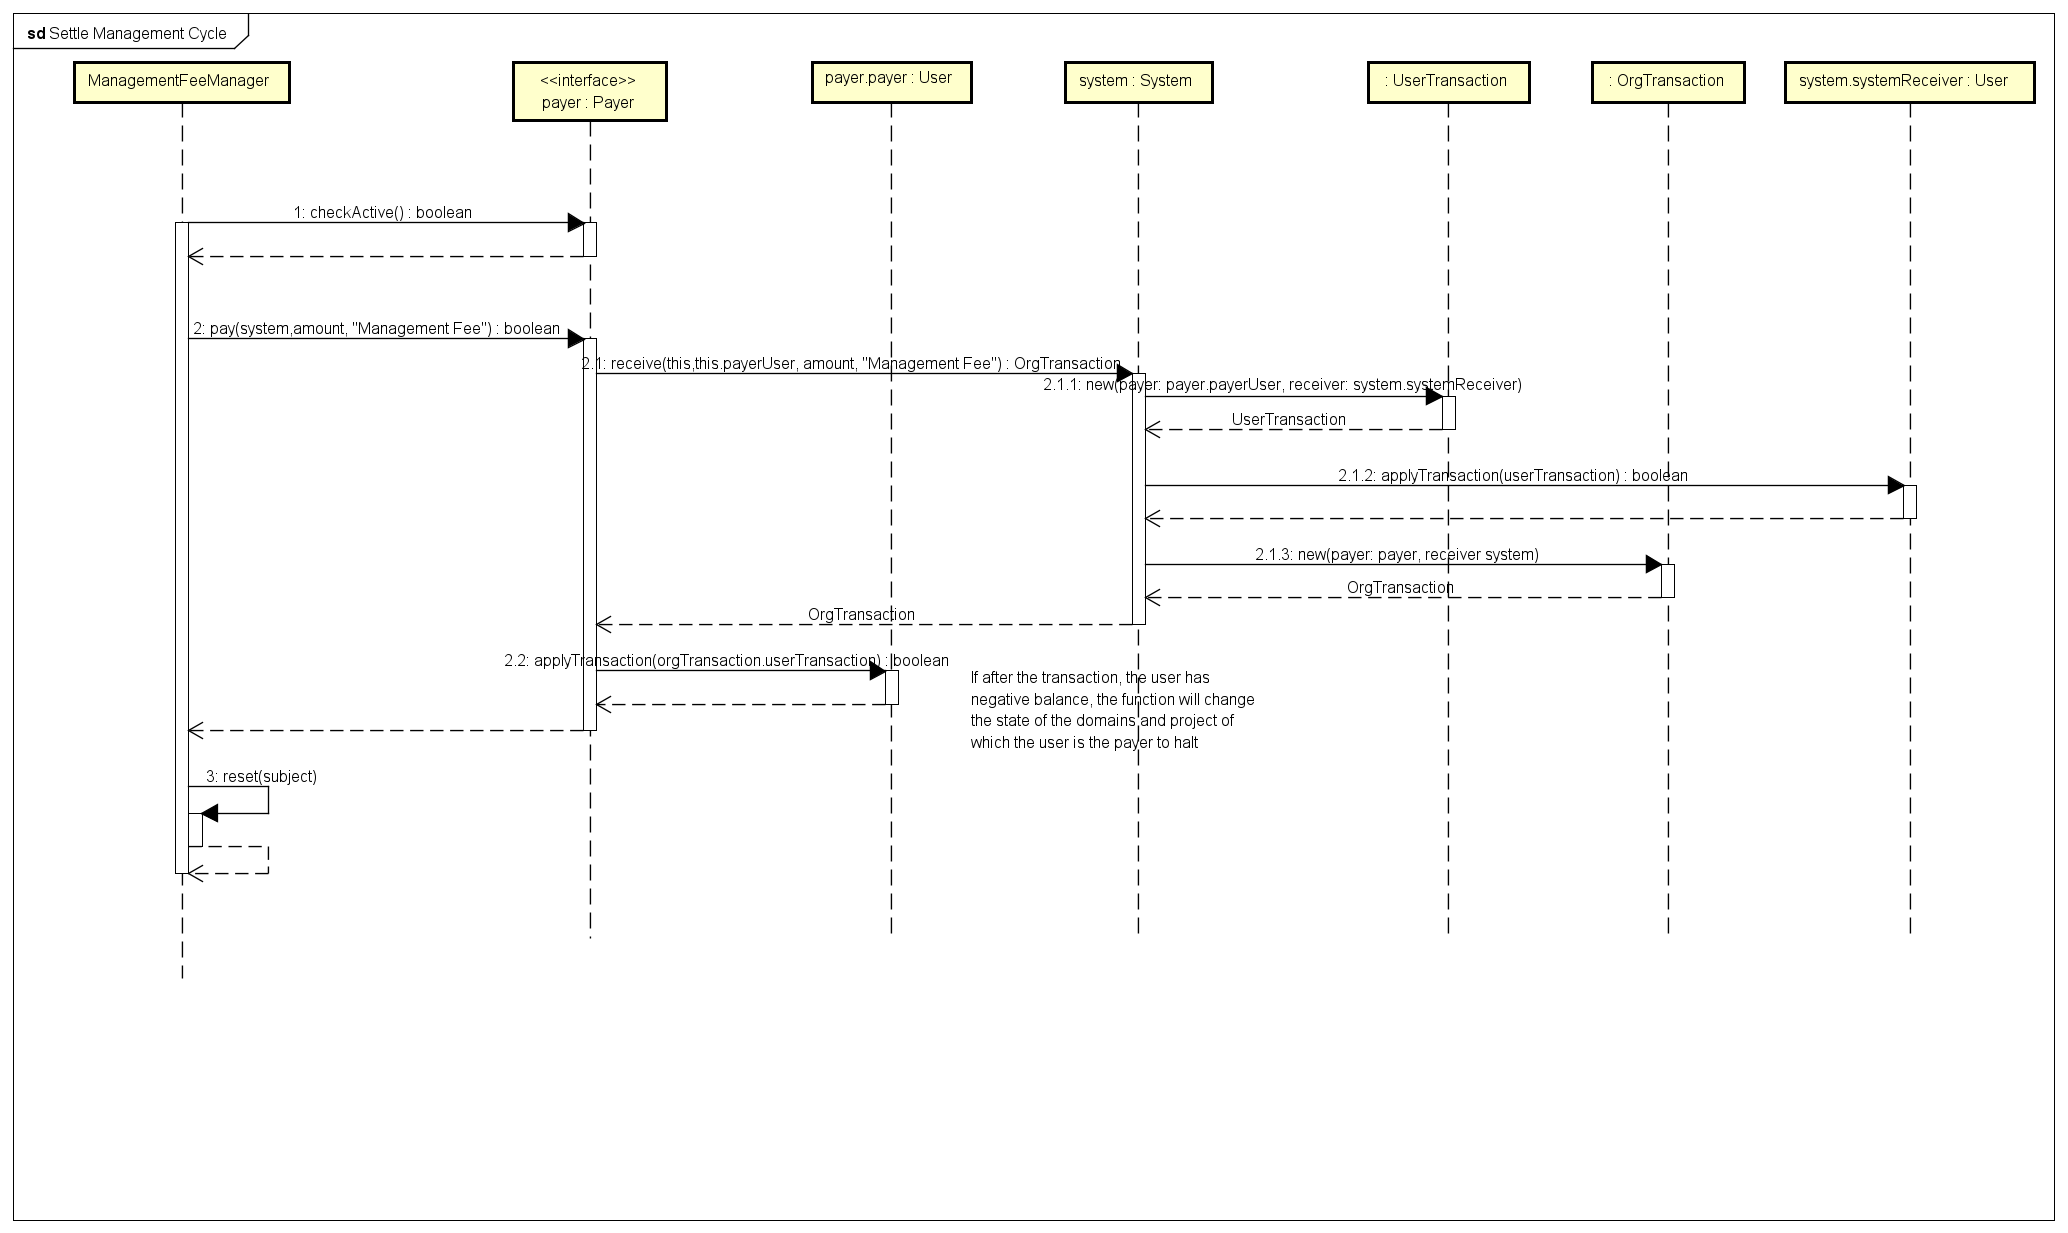 sd Settle Management Cycle
ManagementFeeManager
<<interface>>
payer : Payer
payer.payer : User
system : System
: UserTransaction
: OrgTransaction
system.systemReceiver : User
1: checkActive() : boolean
2: pay(system,amount, "Management Fee") : boolean
2.1: receive(this,this.payerUser, amount, "Management Fee") : OrgTransaction
2.1.1: new(payer: payer.payerUser, receiver: system.systemReceiver)
UserTransaction
2.1.2: applyTransaction(userTransaction) : boolean
2.1.3: new(payer: payer, receiver system)
OrgTransaction
OrgTransaction
2.2: applyTransaction(orgTransaction.userTransaction) : boolean
If after the transaction, the user has
negative balance, the function will change
the state of the domains and project of
which the user is the payer to halt
3: reset(subject)